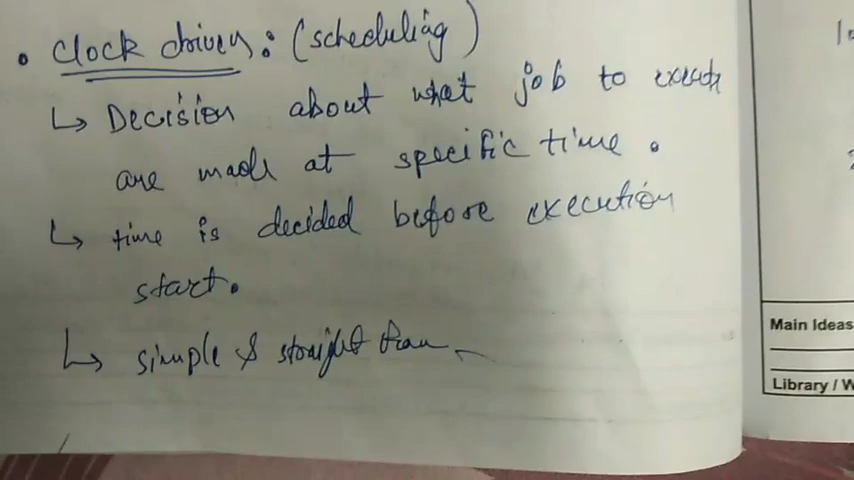 • Clock driven : (scheduling)
↳ Decision about what job to execute
are made at specific time .
↳ time is decided before execution
start.
↳ simple & straight
Main Ideas
Library / W